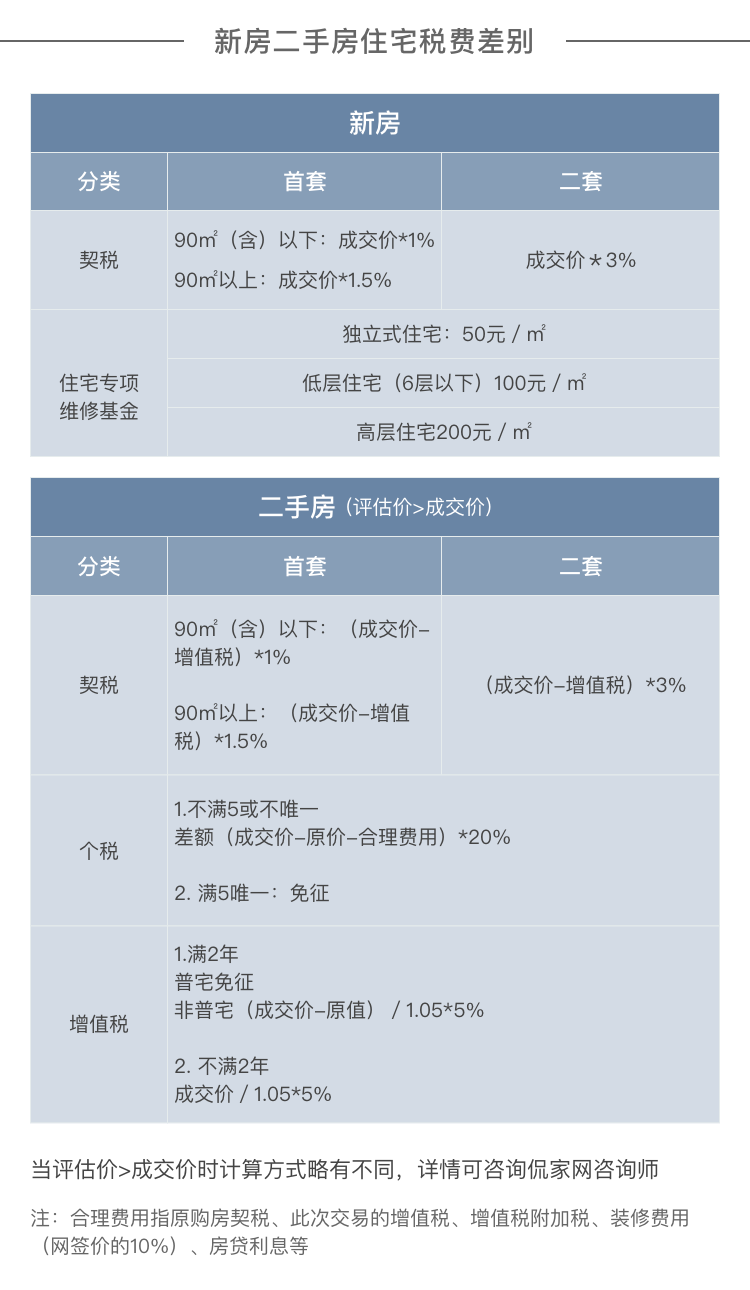 新房二手房住宅税费差别
新房
分类
首套
二套
契税
90㎡（含）以下：成交价*1%
90㎡以上：成交价*1.5%
成交价＊3%
住宅专项
维修基金
独立式住宅：50元 / ㎡
低层住宅（6层以下）100元 / ㎡
高层住宅200元 / ㎡
二手房 (评估价>成交价)
分类
首套
二套
契税
90㎡（含）以下：（成交价-
增值税）*1%
90㎡以上：（成交价-增值
税）*1.5%
（成交价-增值税）*3%
个税
1.不满5或不唯一
差额（成交价-原价-合理费用）*20%
2. 满5唯一：免征
增值税
1.满2年
普宅免征
非普宅（成交价-原值） / 1.05*5%
2. 不满2年
成交价 / 1.05*5%
当评估价>成交价时计算方式略有不同，详情可咨询侃家网咨询师
注：合理费用指原购房契税、此次交易的增值税、增值税附加税、装修费用
（网签价的10%）、房贷利息等